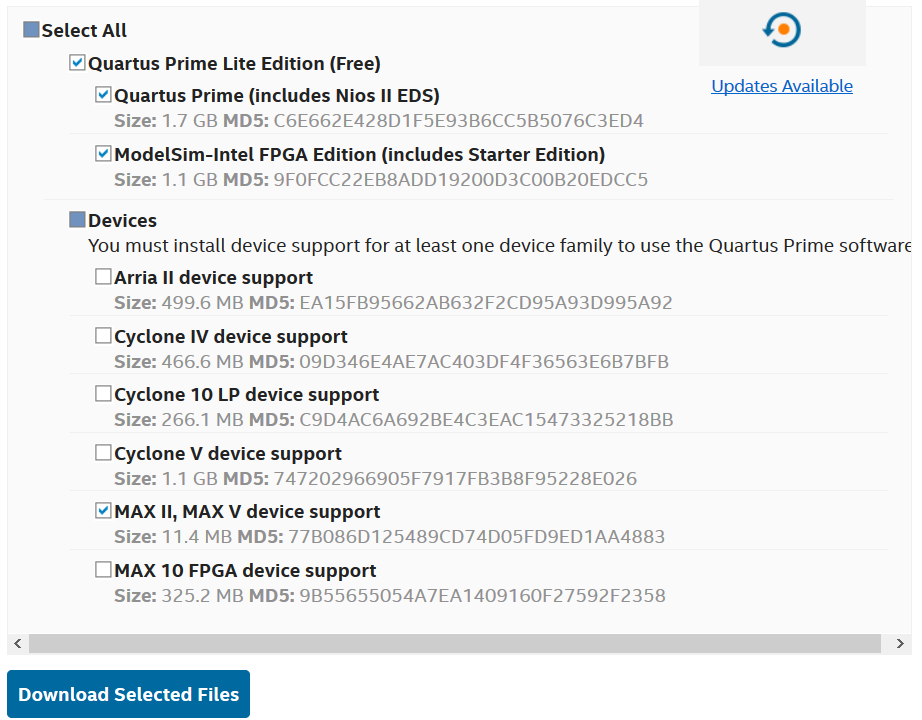 Select All
Quartus Prime Lite Edition (Free)
Updates Available
Quartus Prime (includes Nios II EDS)
Size: 1.7 GB MD5: C6E662E428D1F5E93B6CC5B5076C3ED4
ModelSim-Intel FPGA Edition (includes Starter Edition)
Size: 1.1 GB MD5: 9F0FCC22EB8ADD19200D3C00B20EDCC5
Devices
You must install device support for at least one device family to use the Quartus Prime software
Arria II device support
Size: 499.6 MB MD5: EA15FB95662AB632F2CD95A93D995A92
Cyclone IV device support
Size: 466.6 MB MD5: 09D346E4AE7AC403DF4F36563E6B7BFB
Cyclone 10 LP device support
Size: 266.1 MB MD5: C9D4AC6A692BE4C3EAC15473325218BB
Cyclone V device support
Size: 1.1 GB MD5: 747202966905F7917FB3B8F95228E026
MAX II, MAX V device support
Size: 11.4 MB MD5: 77B086D125489CD74D05FD9ED1AA4883
MAX 10 FPGA device support
Size: 325.2 MB MD5: 9B55655054A7EA1409160F27592F2358
Download Selected Files